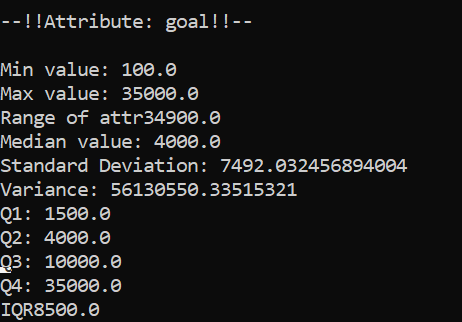 --!!Attribute: goal!!--
Min value: 100.0
Max value: 35000.0
Range of attr34900.0
Median value: 4000.0
Standard Deviation: 7492.032456894004
Variance: 56130550.33515321
Q1: 1500.0
Q2: 4000.0
Q3: 10000.0
Q4: 35000.0
IQR8500.0